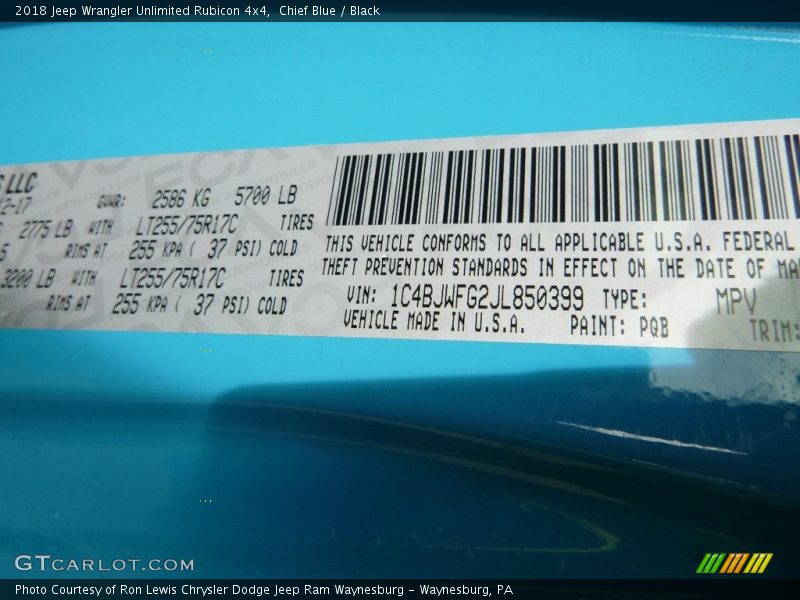 2018 Jeep Wrangler Unlimited Rubicon 4x4,  Chief Blue / Black
S LLC
12-17 GVWR: 2586 KG 5700 LB
2775 LB WITH LT255/75R17C TIRES
RIMS AT 255 KPA ( 37 PSI) COLD
3200 LB WITH LT255/75R17C TIRES
RIMS AT 255 KPA ( 37 PSI) COLD
THIS VEHICLE CONFORMS TO ALL APPLICABLE U.S.A. FEDERAL
THEFT PREVENTION STANDARDS IN EFFECT ON THE DATE OF MA
VIN: 1C4BJWFG2JL850399 TYPE: MPV
VEHICLE MADE IN U.S.A. PAINT: PQB TRIM:
GTCARLOT.COM
Photo Courtesy of Ron Lewis Chrysler Dodge Jeep Ram Waynesburg – Waynesburg, PA